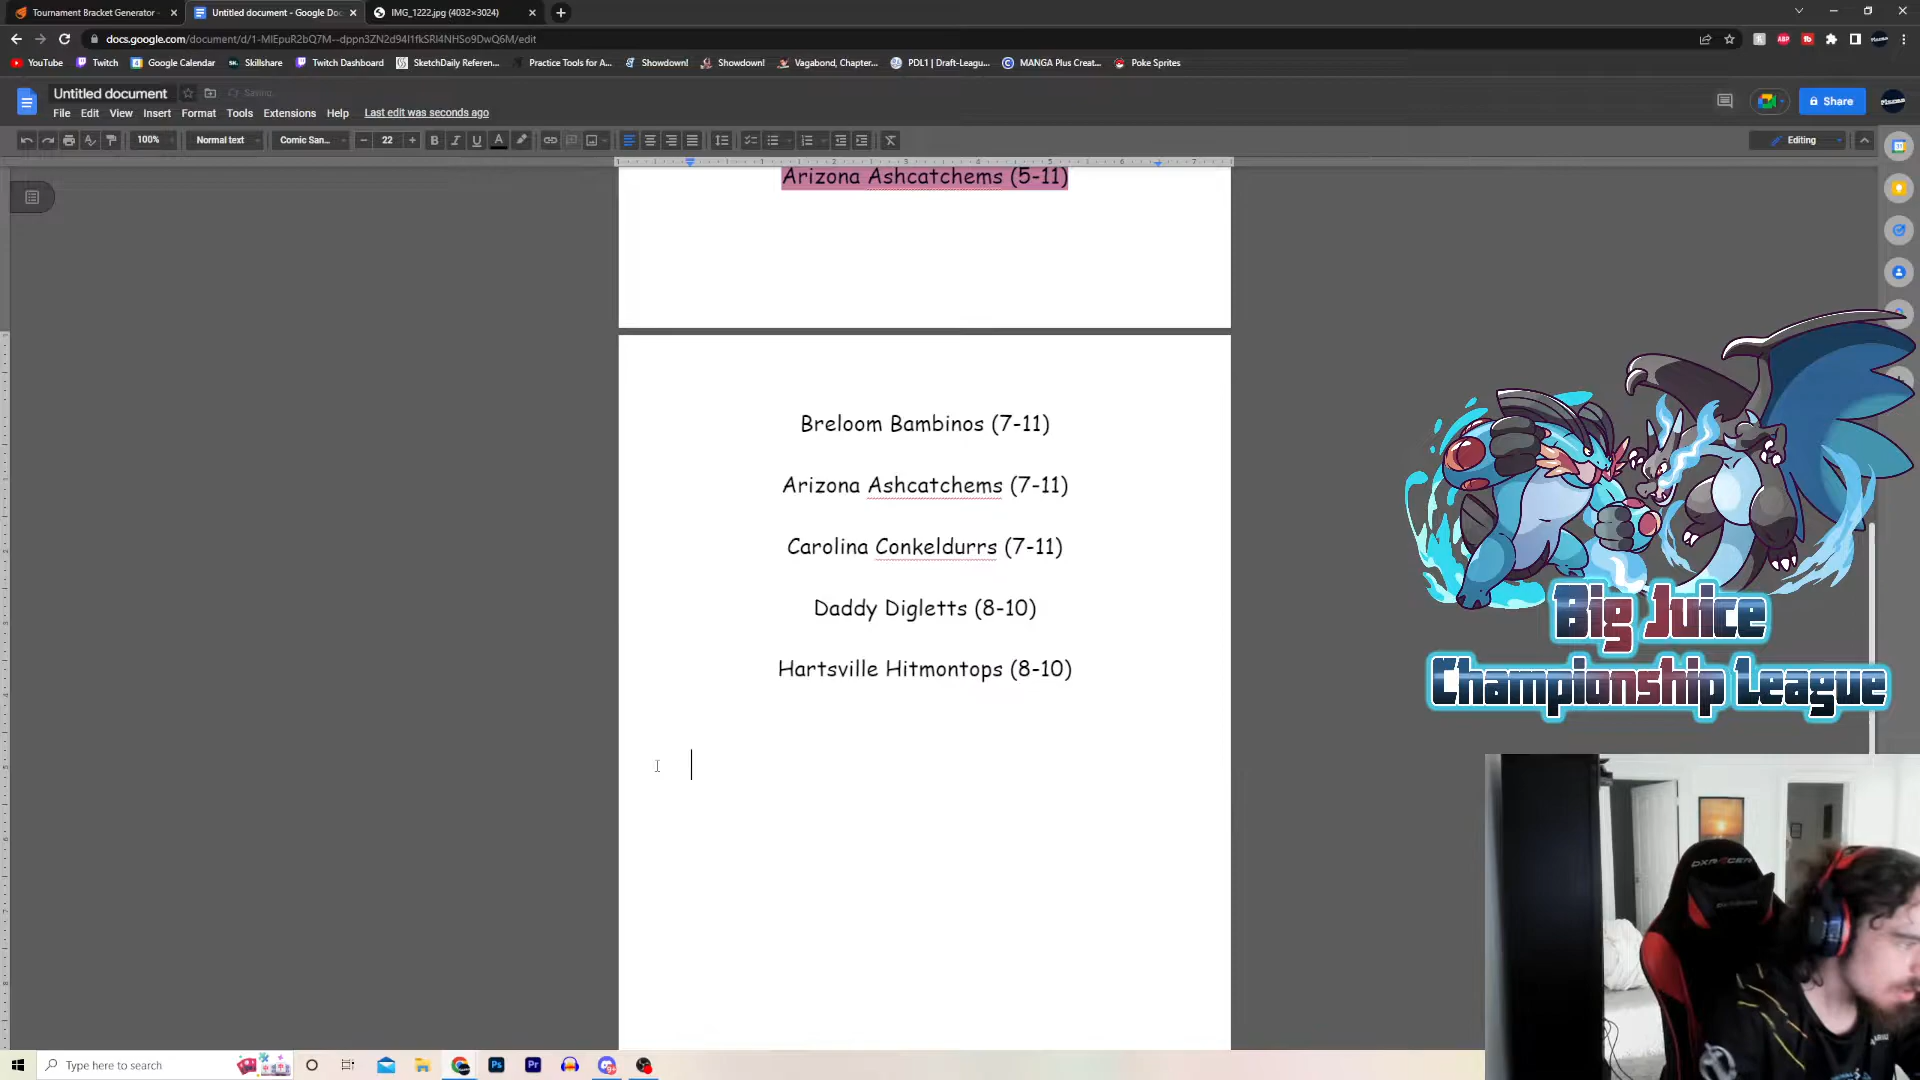 Tournament Bracket Generator
Untitled document - Google Doc
IMG_1222.jpg (4032×3024)
docs.google.com/document/d/1-MlEpuR2bQ7M--dppn3ZN2d94I1fkSRl4NHSo9DwQ6M/edit
YouTube
Twitch
Google Calendar
Skillshare
Twitch Dashboard
SketchDaily Referen...
Practice Tools for A...
Showdown!
Showdown!
Vagabond, Chapter...
PDL1 | Draft-Leagu...
MANGA Plus Creat...
Poke Sprites
Untitled document
Saving...
File Edit View Insert Format Tools Extensions Help Last edit was seconds ago
Share
100% Normal text Comic San... 22 Editing
Arizona Ashcatchems (5-11)
Breloom Bambinos (7-11)
Arizona Ashcatchems (7-11)
Carolina Conkeldurrs (7-11)
Daddy Digletts (8-10)
Hartsville Hitmontops (8-10)
Big Juice
Championship League
DXRACER
Type here to search